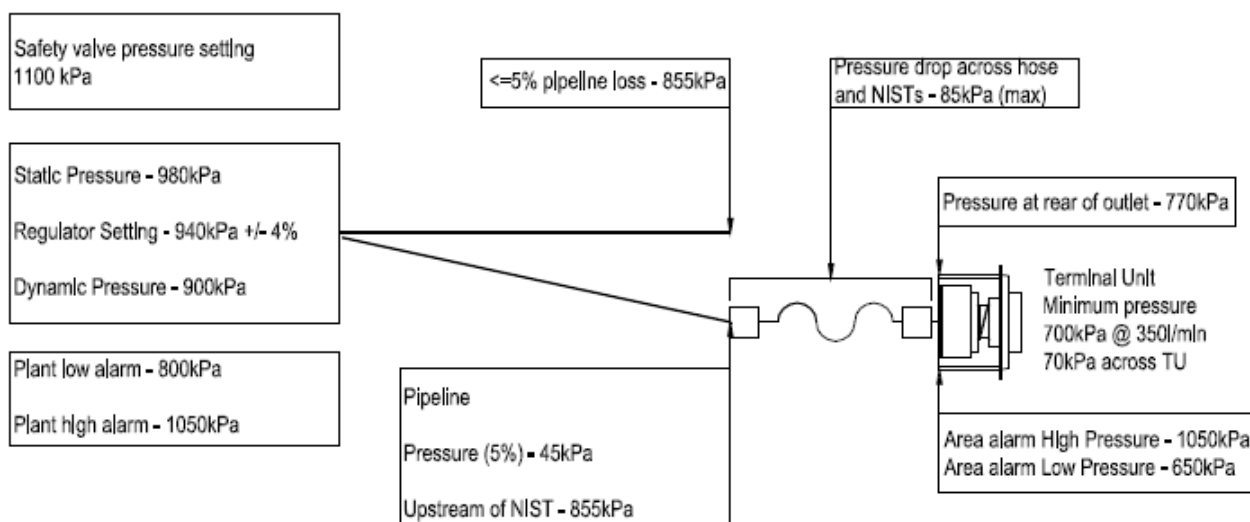 Safety valve pressure setting
1100 kPa
<=5% pipeline loss - 855kPa
Pressure drop across hose
and NISTs - 85kPa (max)
Static Pressure - 980kPa
Regulator Setting - 940kPa +/- 4%
Dynamic Pressure - 900kPa
Pressure at rear of outlet - 770kPa
Terminal Unit
Minimum pressure
700kPa @ 350l/min
70kPa across TU
Plant low alarm - 800kPa
Plant high alarm - 1050kPa
Pipeline
Pressure (5%) - 45kPa
Upstream of NIST - 855kPa
Area alarm High Pressure - 1050kPa
Area alarm Low Pressure - 650kPa